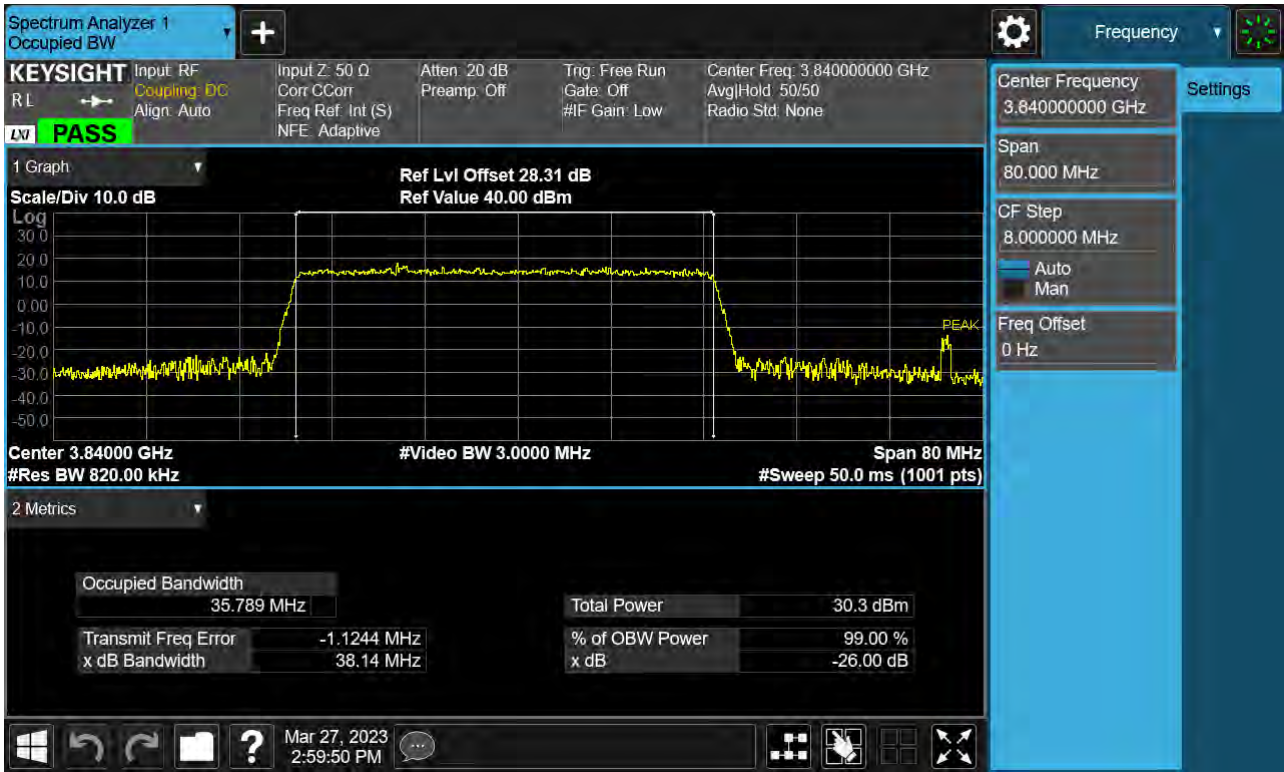 Spectrum Analyzer 1
Occupied BW
+
Frequency
KEYSIGHT
RL
LXI
PASS
Input: RF
Coupling: DC
Align: Auto
Input Z: 50 Ω
Corr CCorr
Freq Ref: Int (S)
NFE: Adaptive
Atten: 20 dB
Preamp: Off
Trig: Free Run
Gate: Off
#IF Gain: Low
Center Freq: 3.840000000 GHz
Avg|Hold: 50/50
Radio Std: None
Center Frequency
3.840000000 GHz
Settings
Span
80.000 MHz
CF Step
8.000000 MHz
Auto
Man
Freq Offset
0 Hz
1 Graph
Scale/Div 10.0 dB
Ref Lvl Offset 28.31 dB
Ref Value 40.00 dBm
Log
30.0
20.0
10.0
0.00
-10.0
-20.0
-30.0
-40.0
-50.0
PEAK
Center 3.84000 GHz
#Video BW 3.0000 MHz
Span 80 MHz
#Res BW 820.00 kHz
#Sweep 50.0 ms (1001 pts)
2 Metrics
Occupied Bandwidth
35.789 MHz
Total Power 30.3 dBm
Transmit Freq Error -1.1244 MHz
% of OBW Power 99.00 %
x dB Bandwidth 38.14 MHz
x dB -26.00 dB
?
Mar 27, 2023
2:59:50 PM